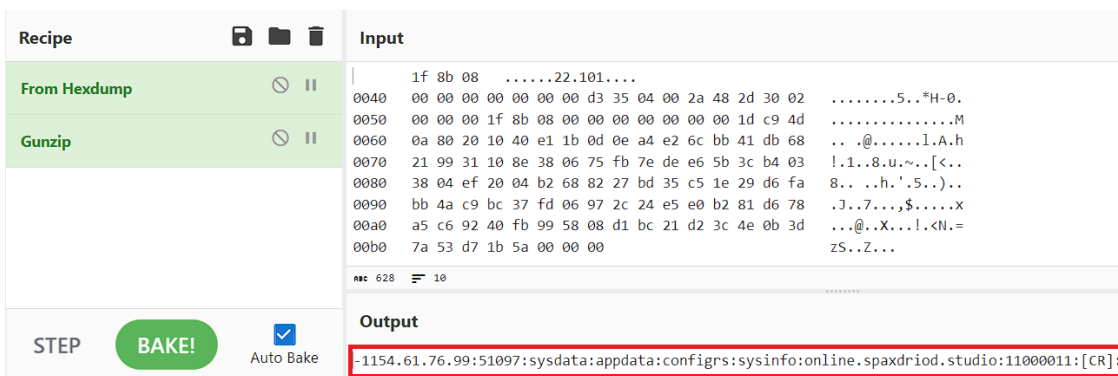 Recipe
Input
From Hexdump
Gunzip
1f 8b 08 ......22.101....
0040 00 00 00 00 00 00 00 d3 35 04 00 2a 48 2d 30 02 ........5..*H-0.
0050 00 00 00 1f 8b 08 00 00 00 00 00 00 00 1d c9 4d ...............M
0060 0a 80 20 10 40 e1 1b 0d 0e a4 e2 6c bb 41 db 68 .. .@......l.A.h
0070 21 99 31 10 8e 38 06 75 fb 7e de e6 5b 3c b4 03 !.1..8.u.~..[<..
0080 38 04 ef 20 04 b2 68 82 27 bd 35 c5 1e 29 d6 fa 8.. ..h.'.5..)..
0090 bb 4a c9 bc 37 fd 06 97 2c 24 e5 e0 b2 81 d6 78 .J..7...,$.....x
00a0 a5 c6 92 40 fb 99 58 08 d1 bc 21 d2 3c 4e 0b 3d ...@..X...!.<N.=
00b0 7a 53 d7 1b 5a 00 00 00 zS..Z...
ABC 628 10
Output
STEP
BAKE!
Auto Bake
-1154.61.76.99:51097:sysdata:appdata:configrs:sysinfo:online.spaxdriod.studio:11000011:[CR]: